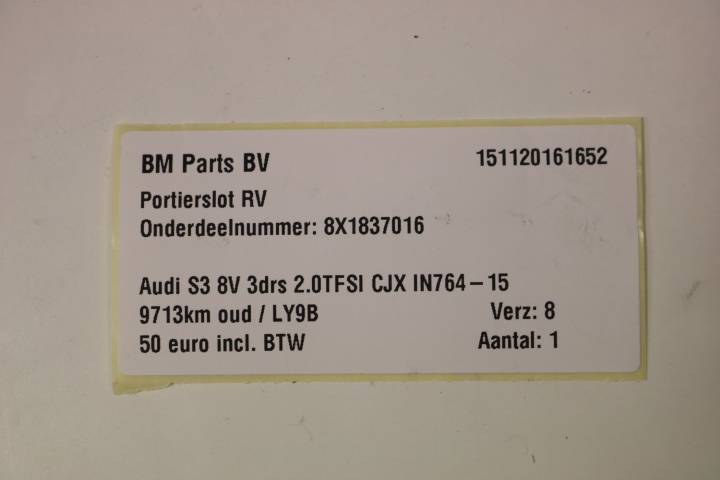 BM Parts BV 151120161652
Portierslot RV
Onderdeelnummer: 8X1837016
Audi S3 8V 3drs 2.0TFSI CJX IN764-15
9713km oud / LY9B Verz: 8
50 euro incl. BTW Aantal: 1